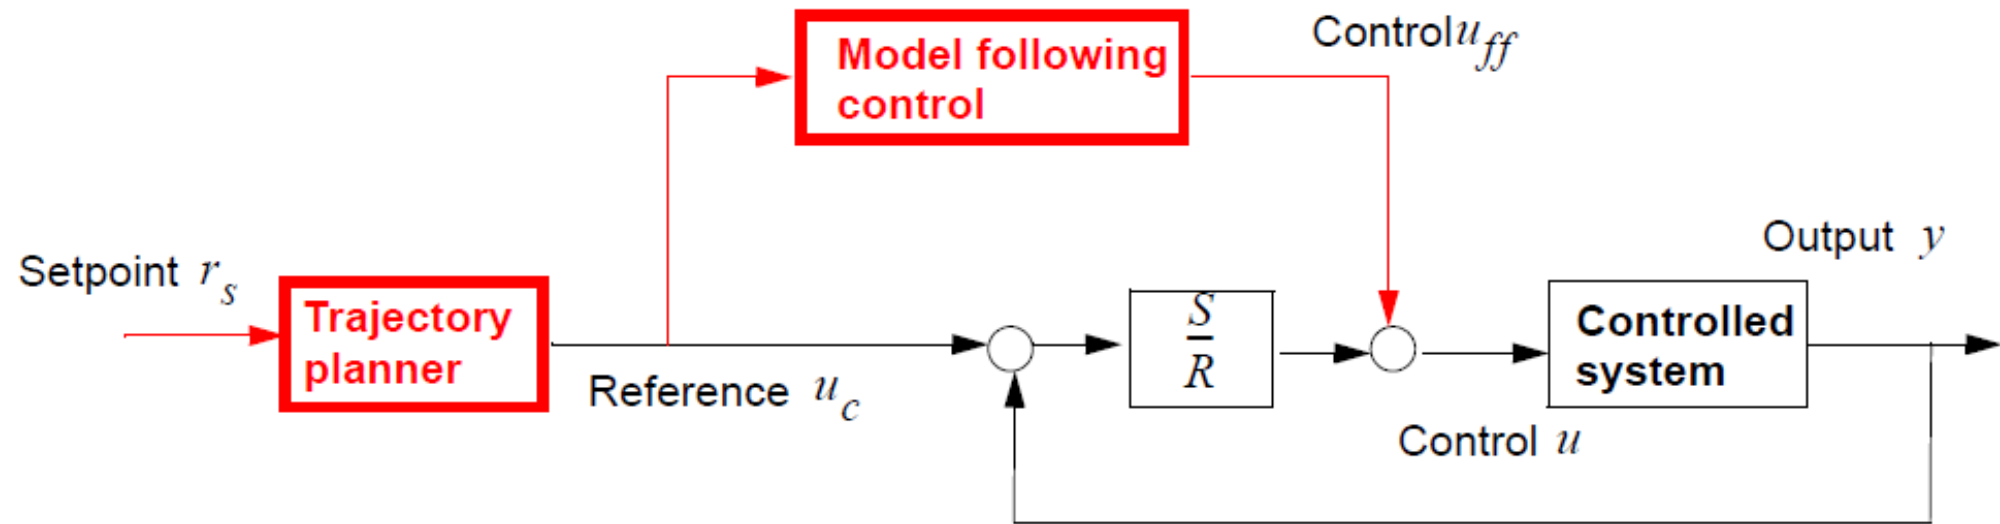 Control u_ff
Model following
control
Output y
Setpoint r_s
Trajectory
planner
S
R
Controlled
system
Reference u_c
Control u